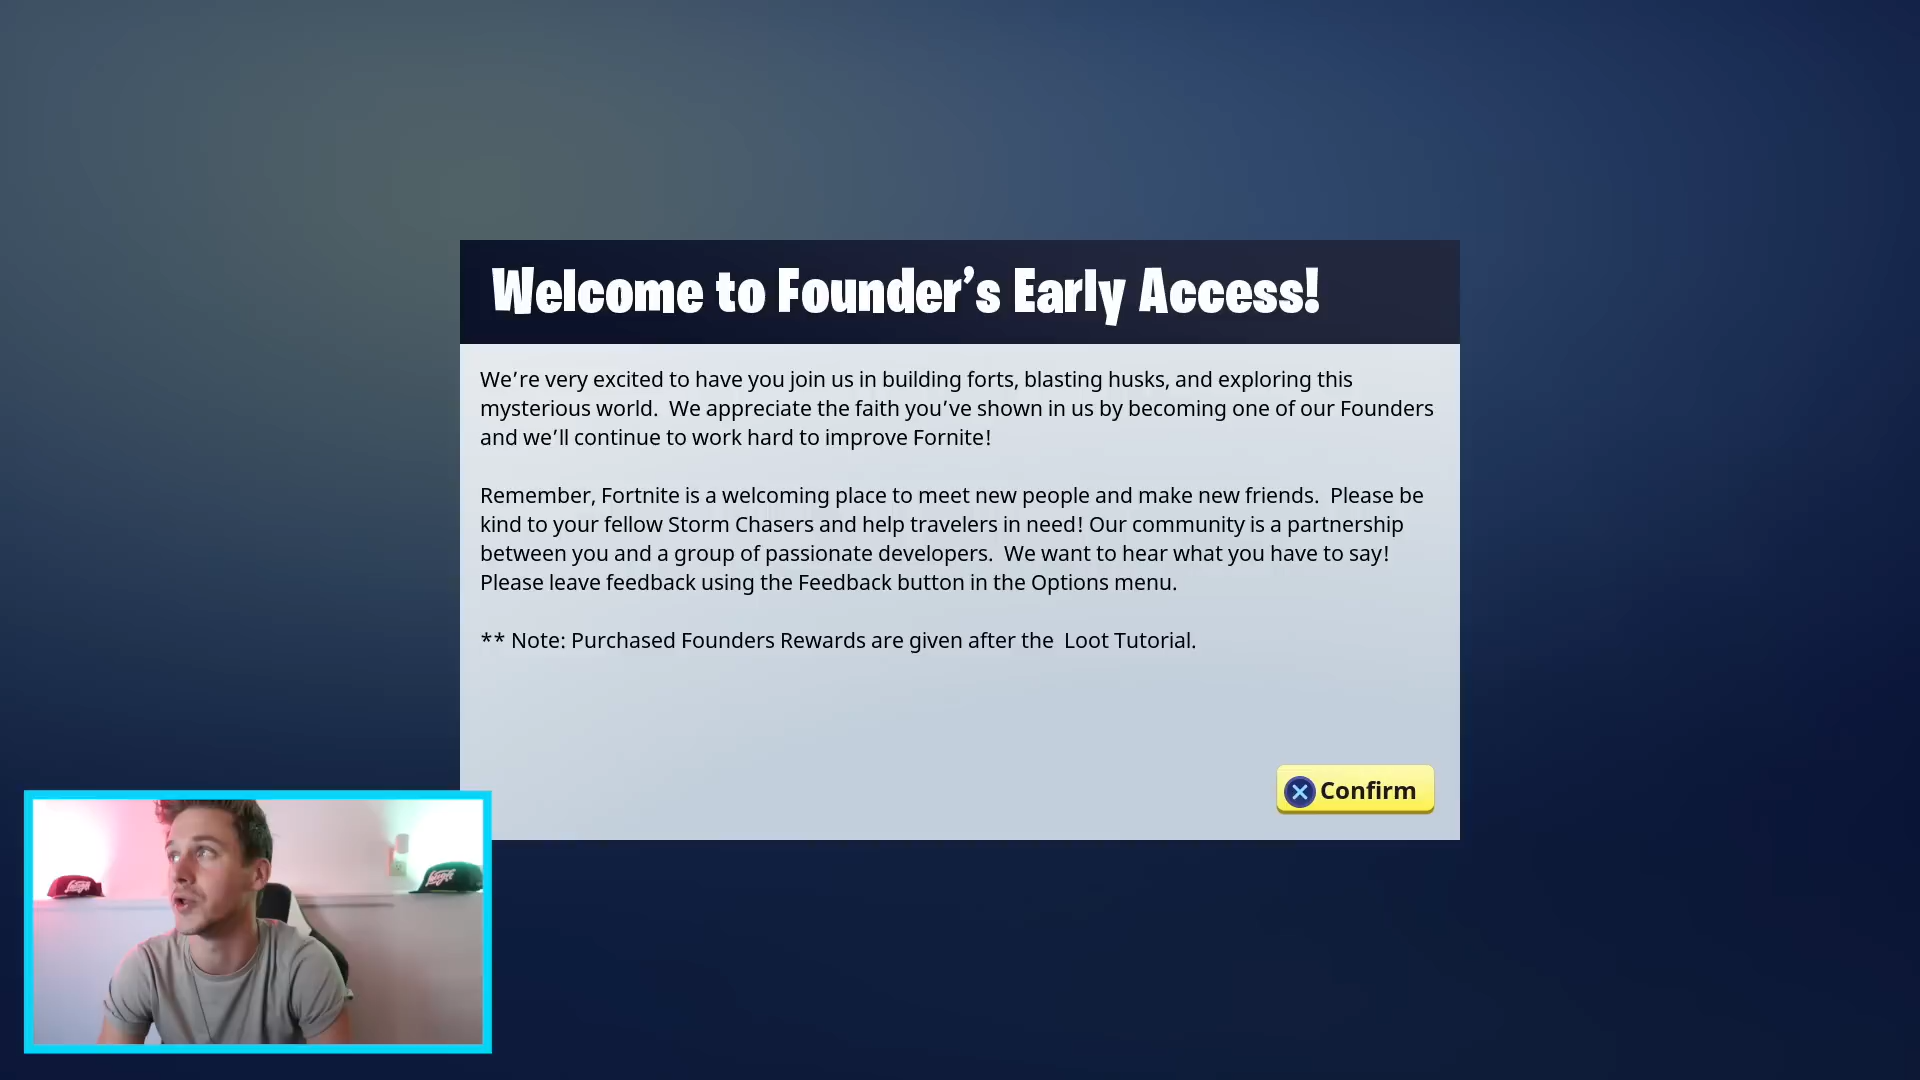 Welcome to Founder’s Early Access!
We’re very excited to have you join us in building forts, blasting husks, and exploring this
mysterious world.  We appreciate the faith you’ve shown in us by becoming one of our Founders
and we’ll continue to work hard to improve Fornite!
Remember, Fortnite is a welcoming place to meet new people and make new friends.  Please be
kind to your fellow Storm Chasers and help travelers in need! Our community is a partnership
between you and a group of passionate developers.  We want to hear what you have to say!
Please leave feedback using the Feedback button in the Options menu.
** Note: Purchased Founders Rewards are given after the  Loot Tutorial.
Confirm